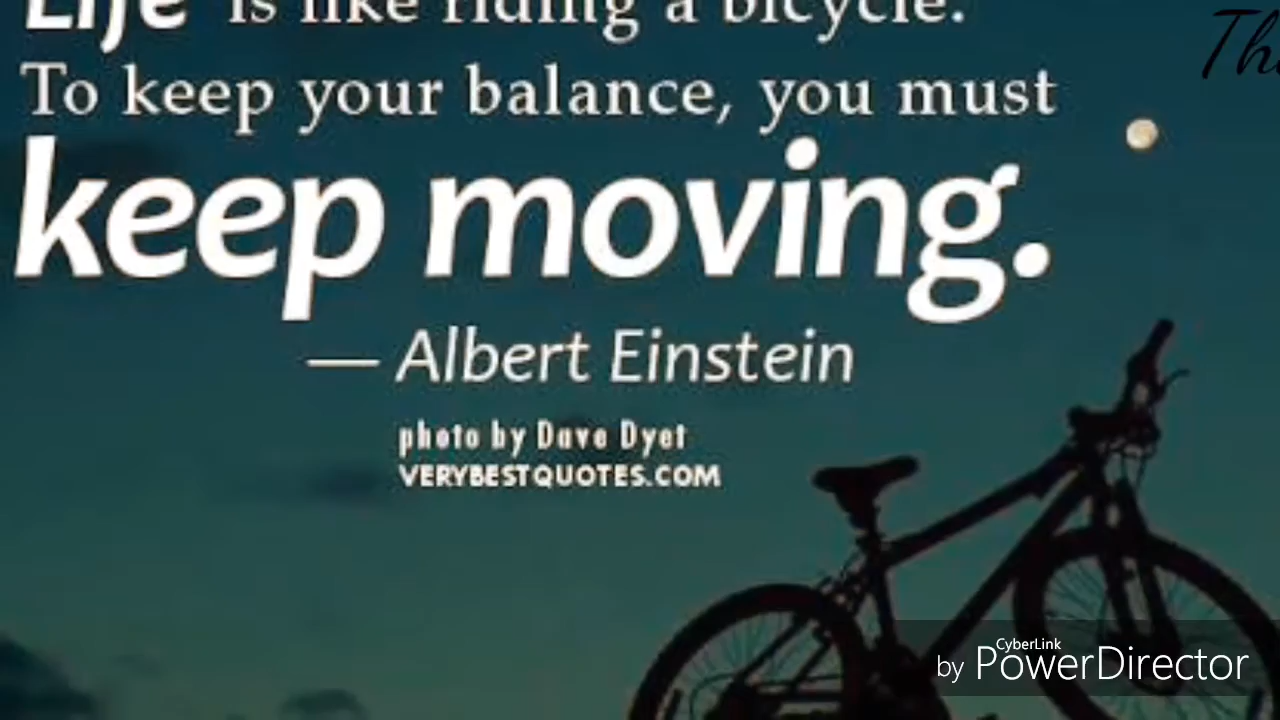 Life is like riding a bicycle.
To keep your balance, you must
keep moving.
— Albert Einstein
photo by Dave Dyet
VERYBESTQUOTES.COM
CyberLink
by PowerDirector